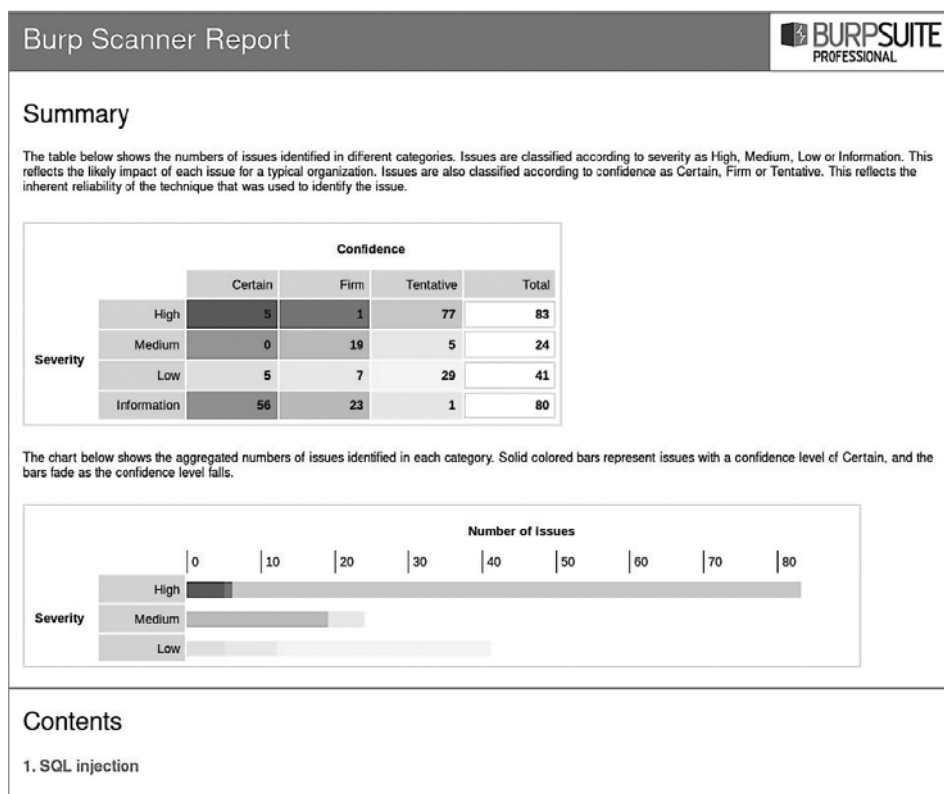 Burp Scanner Report
BURPSUITE
PROFESSIONAL
Summary
The table below shows the numbers of issues identified in different categories. Issues are classified according to severity as High, Medium, Low or Information. This
reflects the likely impact of each issue for a typical organization. Issues are also classified according to confidence as Certain, Firm or Tentative. This reflects the
inherent reliability of the technique that was used to identify the issue.
Confidence
Certain Firm Tentative Total
High 5 1 77 83
Medium 0 19 5 24
Severity
Low 5 7 29 41
Information 56 23 1 80
The chart below shows the aggregated numbers of issues identified in each category. Solid colored bars represent issues with a confidence level of Certain, and the
bars fade as the confidence level falls.
Number of issues
0 10 20 30 40 50 60 70 80
High
Severity Medium
Low
Contents
1. SQL injection